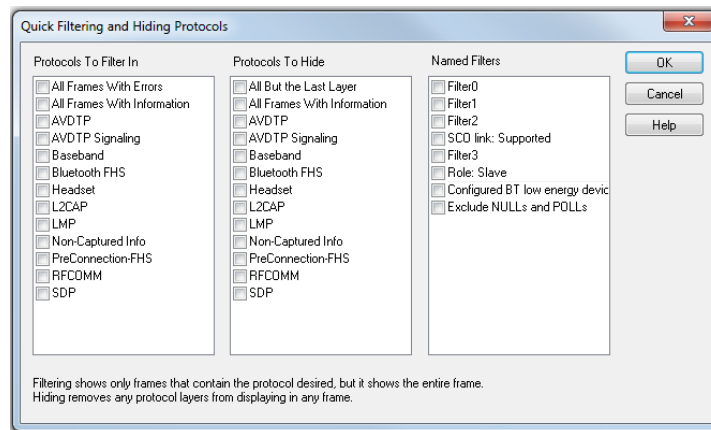 Quick Filtering and Hiding Protocols
Protocols To Filter In
All Frames With Errors
All Frames With Information
AVDTP
AVDTP Signaling
Baseband
Bluetooth FHS
Headset
L2CAP
LMP
Non-Captured Info
PreConnection-FHS
RFCOMM
SDP
Protocols To Hide
All But the Last Layer
All Frames With Information
AVDTP
AVDTP Signaling
Baseband
Bluetooth FHS
Headset
L2CAP
LMP
Non-Captured Info
PreConnection-FHS
RFCOMM
SDP
Named Filters
Filter0
Filter1
Filter2
SCO link: Supported
Filter3
Role: Slave
Configured BT low energy devic
Exclude NULLs and POLLs
OK
Cancel
Help
Filtering shows only frames that contain the protocol desired, but it shows the entire frame.
Hiding removes any protocol layers from displaying in any frame.